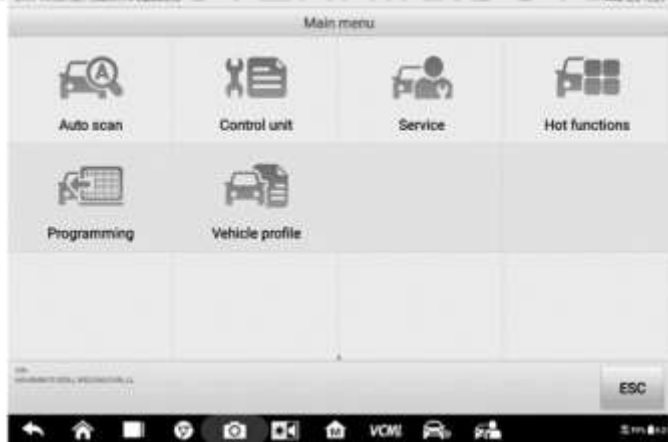 Main menu
Auto scan
Control unit
Service
Hot functions
Programming
Vehicle profile
ESC
VCMI